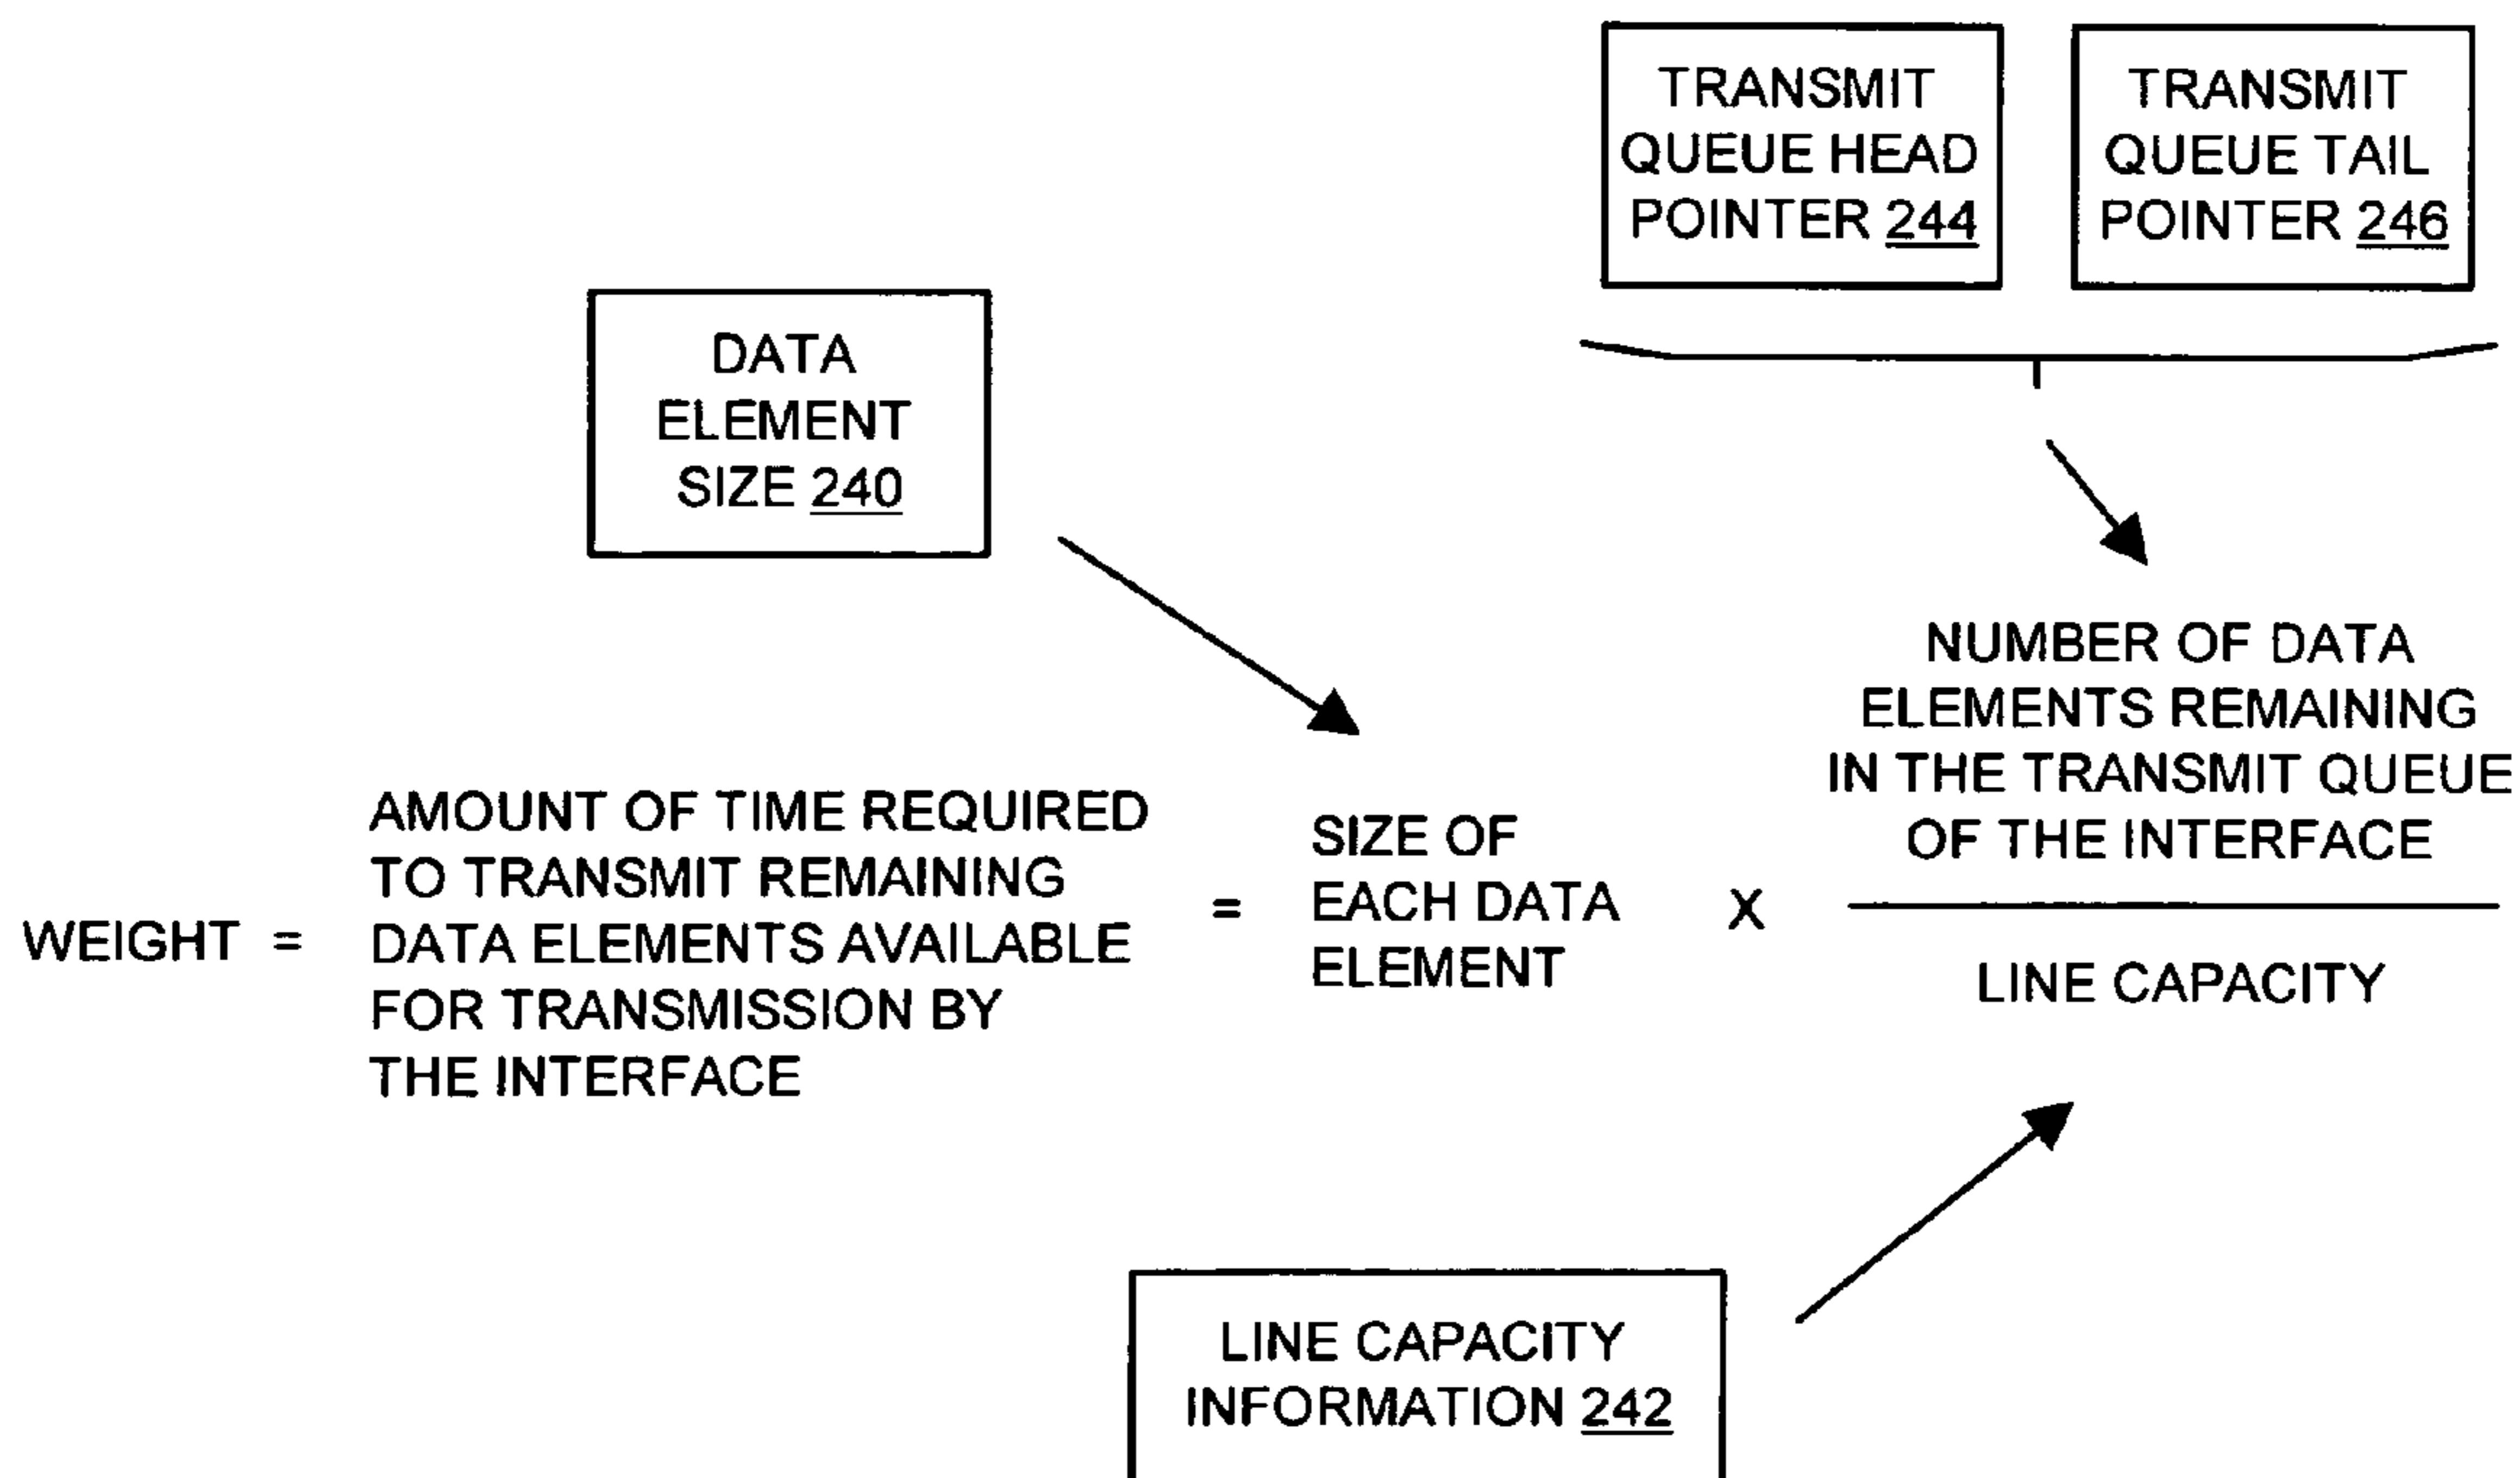 TRANSMIT
QUEUE HEAD
POINTER 244
TRANSMIT
QUEUE TAIL
POINTER 246
DATA
ELEMENT
SIZE 240
WEIGHT =
AMOUNT OF TIME REQUIRED
TO TRANSMIT REMAINING
DATA ELEMENTS AVAILABLE
FOR TRANSMISSION BY
THE INTERFACE
=
SIZE OF
EACH DATA
ELEMENT
X
NUMBER OF DATA
ELEMENTS REMAINING
IN THE TRANSMIT QUEUE
OF THE INTERFACE
LINE CAPACITY
LINE CAPACITY
INFORMATION 242